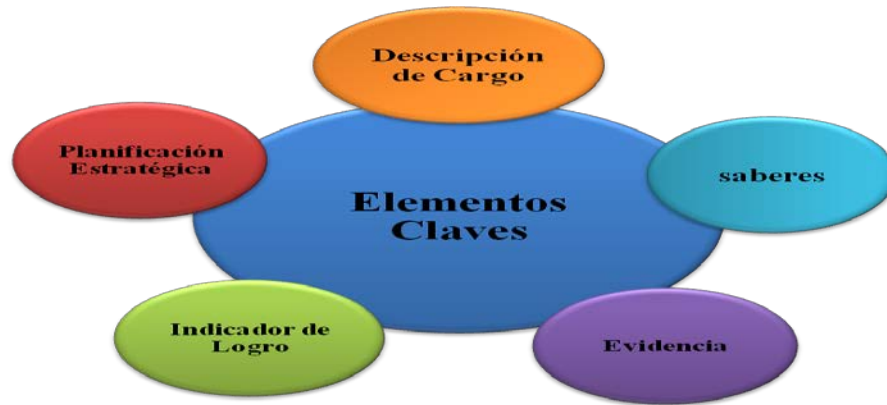 Descripción
de Cargo
Planificación
Estratégica
saberes
Elementos
Claves
Indicador de
Logro
Evidencia